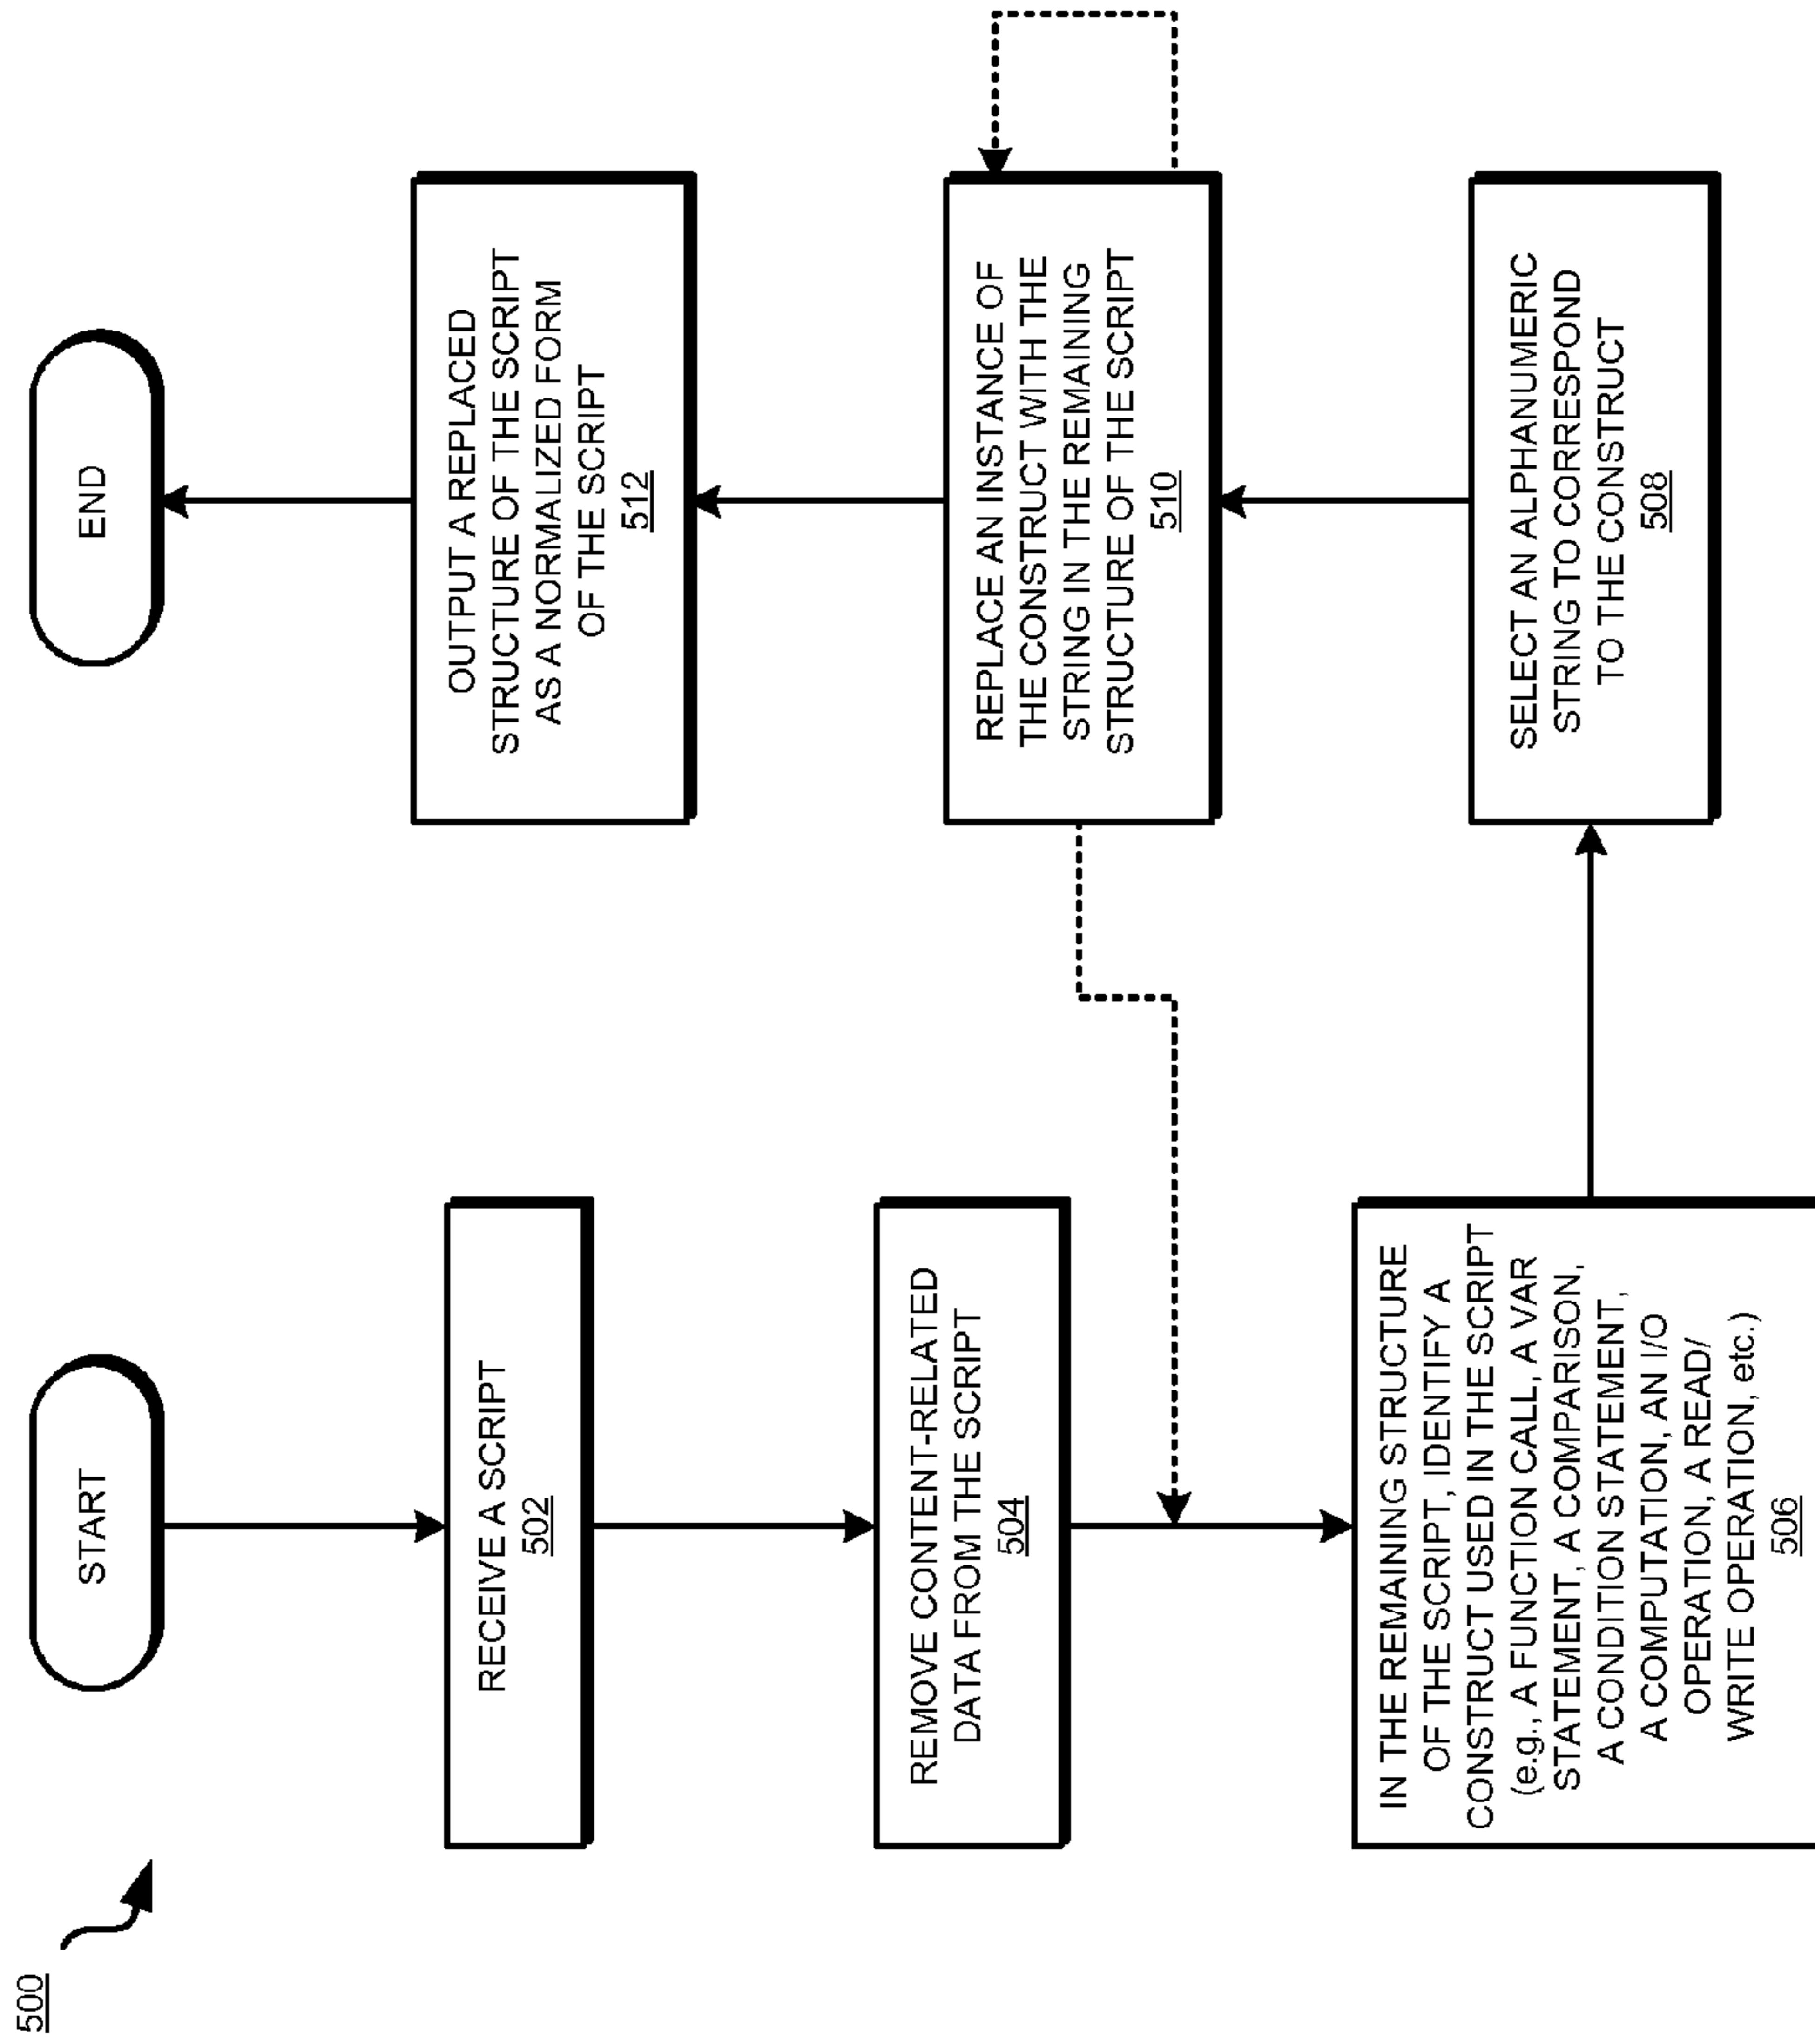 500
START
RECEIVE A SCRIPT
502
REMOVE CONTENT-RELATED
DATA FROM THE SCRIPT
504
IN THE REMAINING STRUCTURE
OF THE SCRIPT, IDENTIFY A
CONSTRUCT USED IN THE SCRIPT
(e.g., A FUNCTION CALL, A VAR
STATEMENT, A COMPARISON,
A CONDITION STATEMENT,
A COMPUTATION, AN I/O
OPERATION, A READ/
WRITE OPERATION, etc.)
506
SELECT AN ALPHANUMERIC
STRING TO CORRESPOND
TO THE CONSTRUCT
508
REPLACE AN INSTANCE OF
THE CONSTRUCT WITH THE
STRING IN THE REMAINING
STRUCTURE OF THE SCRIPT
510
OUTPUT A REPLACED
STRUCTURE OF THE SCRIPT
AS A NORMALIZED FORM
OF THE SCRIPT
512
END